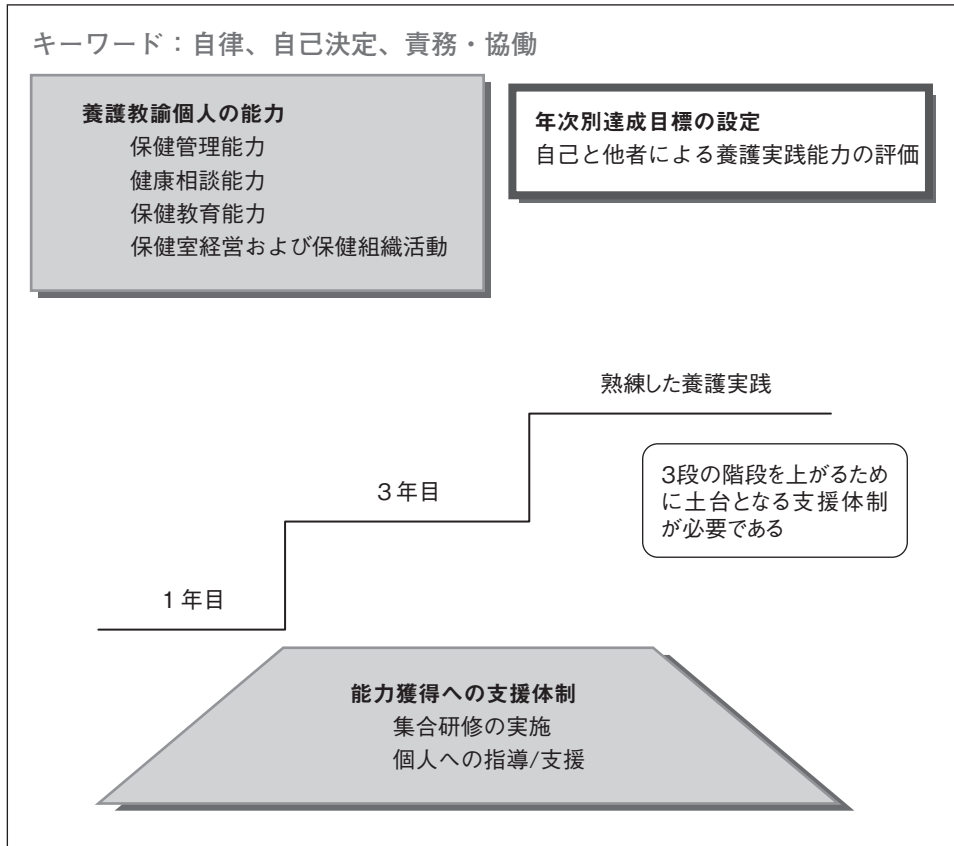 キーワード：自律、自己決定、責務・協働
養護教諭個人の能力
保健管理能力
健康相談能力
保健教育能力
保健室経営および保健組織活動
年次別達成目標の設定
自己と他者による養護実践能力の評価
熟練した養護実践
3段の階段を上がるため
に土台となる支援体制
が必要である
3年目
1年目
能力獲得への支援体制
集合研修の実施
個人への指導/支援